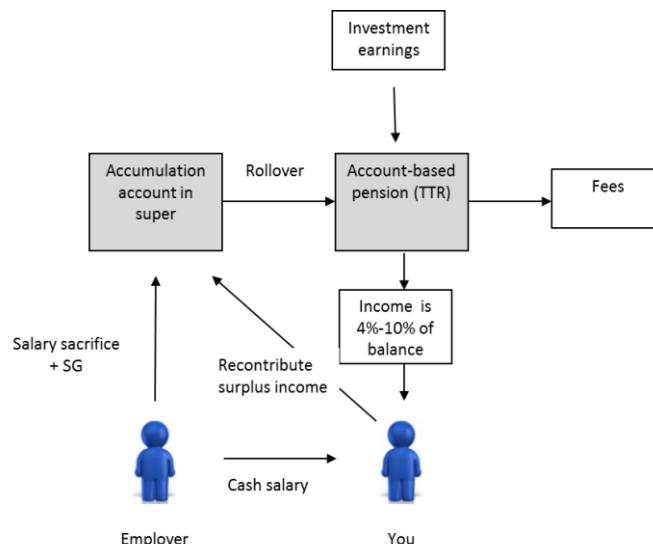 Investment
earnings
Accumulation
account in
super
Rollover
Account-based
pension (TTR)
Fees
Income is
4%-10% of
balance
Salary sacrifice
+ SG
Recontribute
surplus income
Cash salary
Employer
You